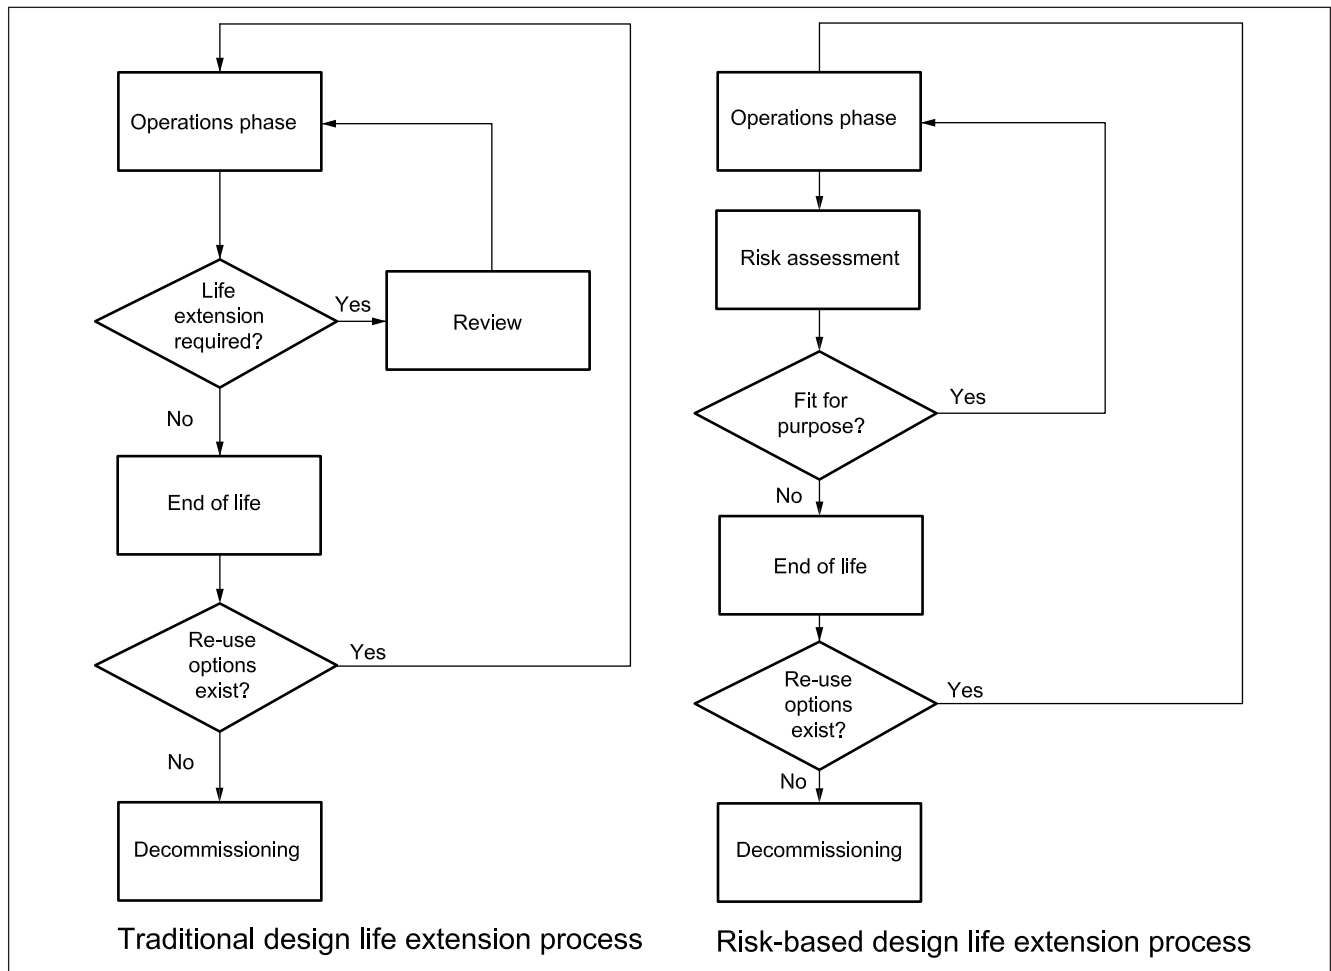 Operations phase
Life
extension
required?
Yes
Review
No
End of life
Re-use
options
exist?
Yes
No
Decommissioning
Traditional design life extension process
Operations phase
Risk assessment
Fit for
purpose?
Yes
No
End of life
Re-use
options
exist?
Yes
No
Decommissioning
Risk-based design life extension process